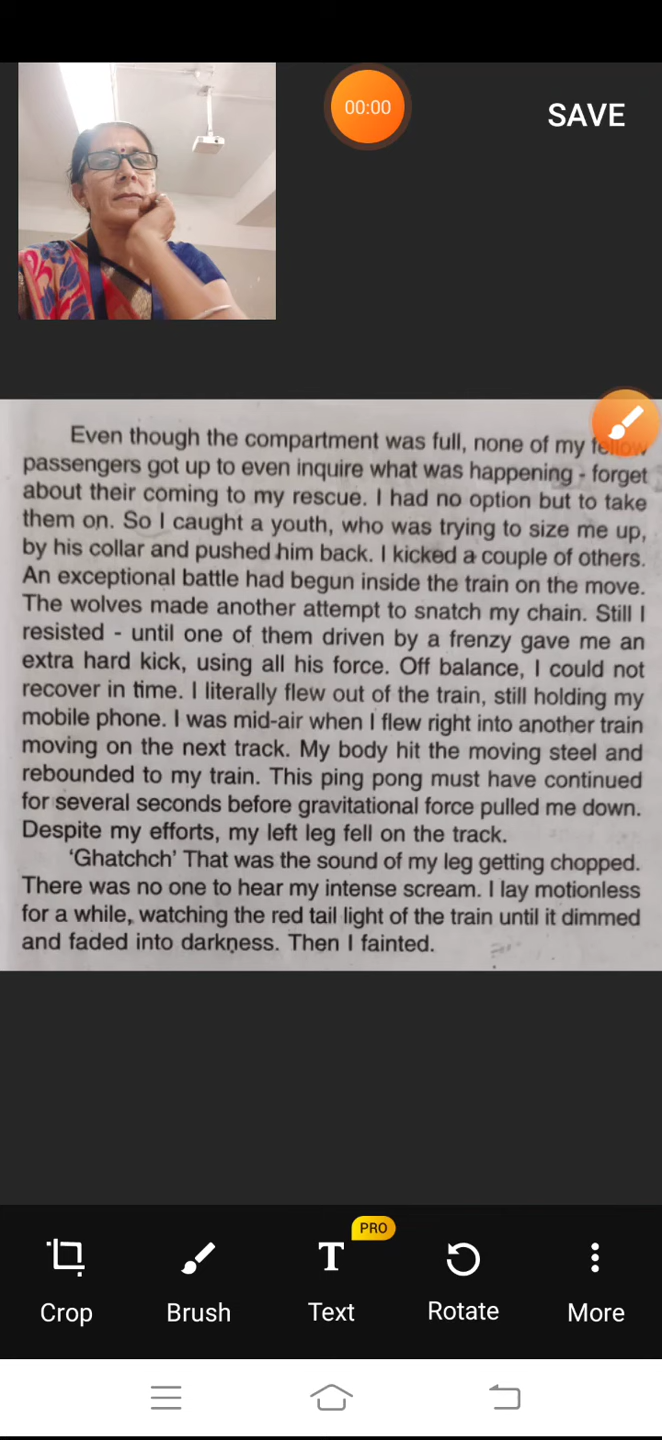 00:00
SAVE
Even though the compartment was full, none of my fellow
passengers got up to even inquire what was happening - forget
about their coming to my rescue. I had no option but to take
them on. So I caught a youth, who was trying to size me up,
by his collar and pushed him back. I kicked a couple of others.
An exceptional battle had begun inside the train on the move.
The wolves made another attempt to snatch my chain. Still I
resisted - until one of them driven by a frenzy gave me an
extra hard kick, using all his force. Off balance, I could not
recover in time. I literally flew out of the train, still holding my
mobile phone. I was mid-air when I flew right into another train
moving on the next track. My body hit the moving steel and
rebounded to my train. This ping pong must have continued
for several seconds before gravitational force pulled me down.
Despite my efforts, my left leg fell on the track.
‘Ghatchch’ That was the sound of my leg getting chopped.
There was no one to hear my intense scream. I lay motionless
for a while, watching the red tail light of the train until it dimmed
and faded into darkness. Then I fainted.
PRO
Crop
Brush
Text
Rotate
More